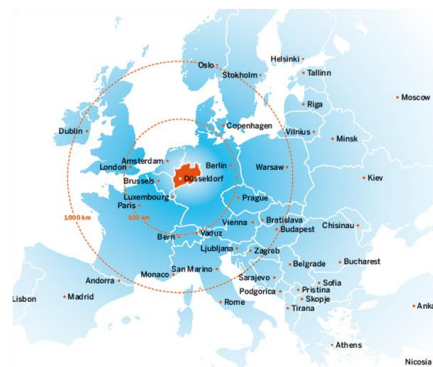 Helsinki
Oslo
Tallinn
Stokholm
Riga
Moscow
Copenhagen
Dublin
Vilnius
Minsk
Amsterdam
London
Berlin
Warsaw
Brussels
Düsseldorf
Kiev
Luxembourg
Paris
Prague
1,000 km
500 km
Vienna
Bratislava
Budapest
Chisinau
Bern
Vaduz
Ljubljana
Zagreb
Belgrade
Bucharest
San Marino
Monaco
Andorra
Sarajevo
Sofia
Pristina
Podgorica
Skopje
Lisbon
Madrid
Rome
Tirana
Anka
Athens
Nicosia